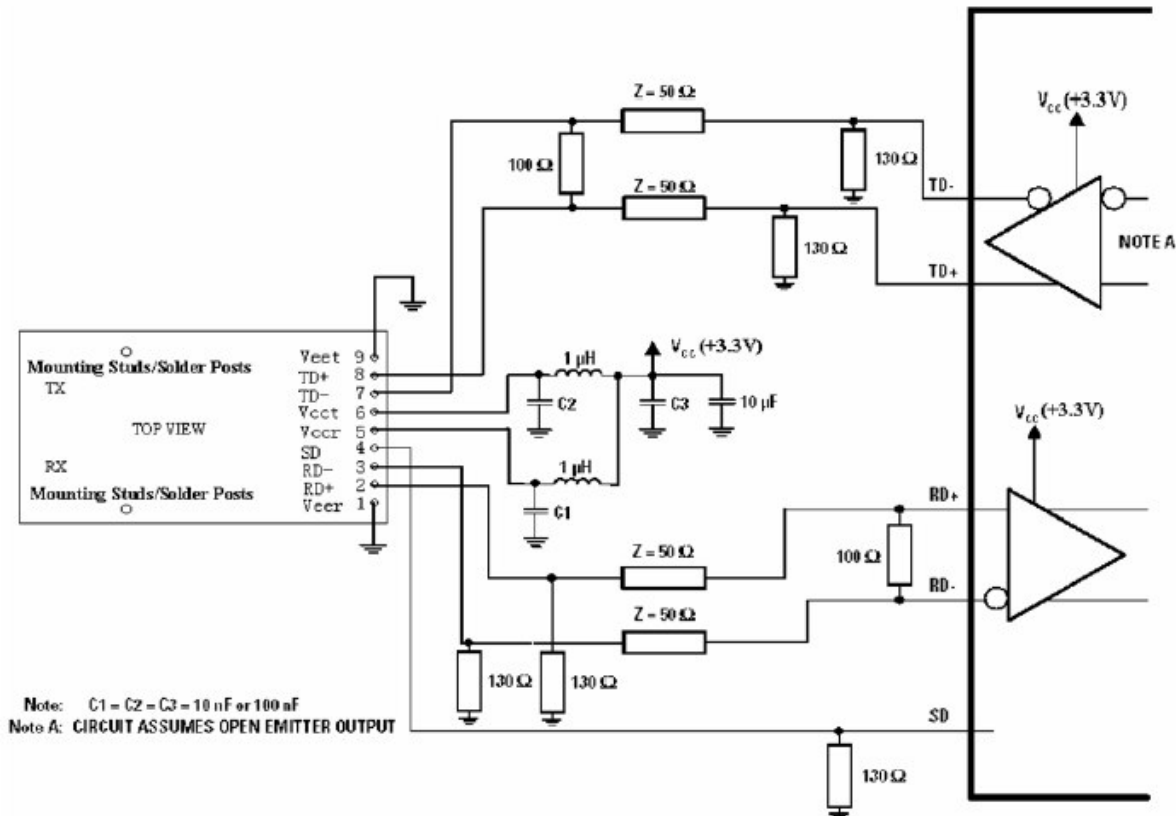 Z = 50 Ω
V_CC (+3.3V)
100 Ω
130 Ω
TD-
Z = 50 Ω
NOTE A
130 Ω
TD+
Mounting Studs/Solder Posts
TX
TOP VIEW
RX
Mounting Studs/Solder Posts
Veet 9
TD+ 8
TD- 7
Vcct 6
Vccr 5
SD 4
RD- 3
RD+ 2
Veer 1
1 μH
V_CC (+3.3V)
C2
C3
10 μF
1 μH
C1
V_CC (+3.3V)
RD+
Z = 50 Ω
100 Ω
RD-
Z = 50 Ω
130 Ω
130 Ω
Note: C1 = C2 = C3 = 10 nF or 100 nF
Note A: CIRCUIT ASSUMES OPEN EMITTER OUTPUT
SD
130 Ω